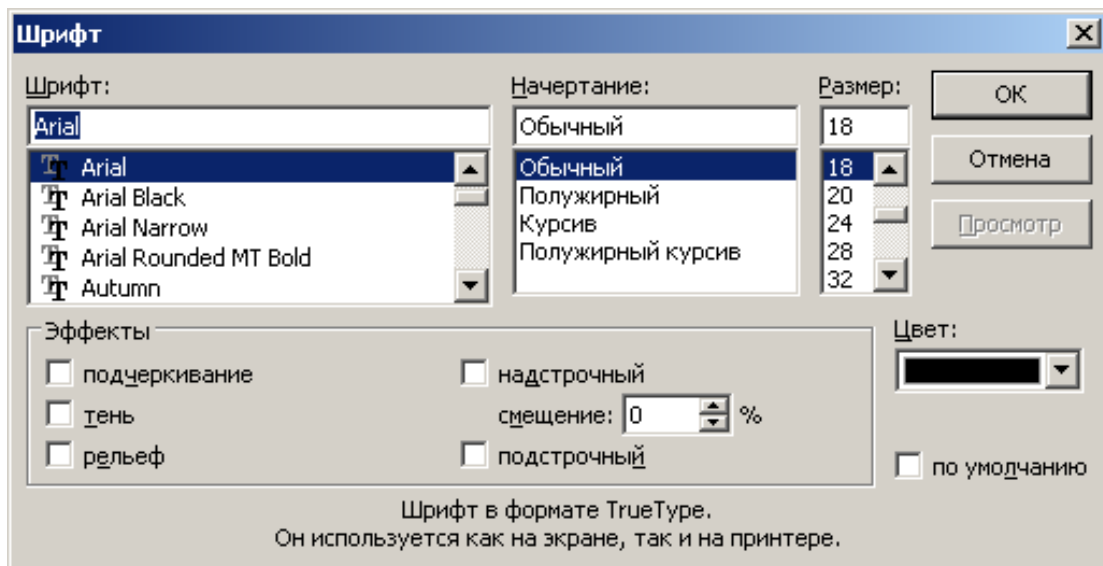 Шрифт
Шрифт:
Arial
Arial
Arial Black
Arial Narrow
Arial Rounded MT Bold
Autumn
Начертание:
Обычный
Обычный
Полужирный
Курсив
Полужирный курсив
Размер:
18
18
20
24
28
32
ОК
Отмена
Просмотр
Эффекты
подчеркивание
тень
рельеф
надстрочный
смещение: 0 %
подстрочный
Цвет:
по умолчанию
Шрифт в формате TrueType.
Он используется как на экране, так и на принтере.